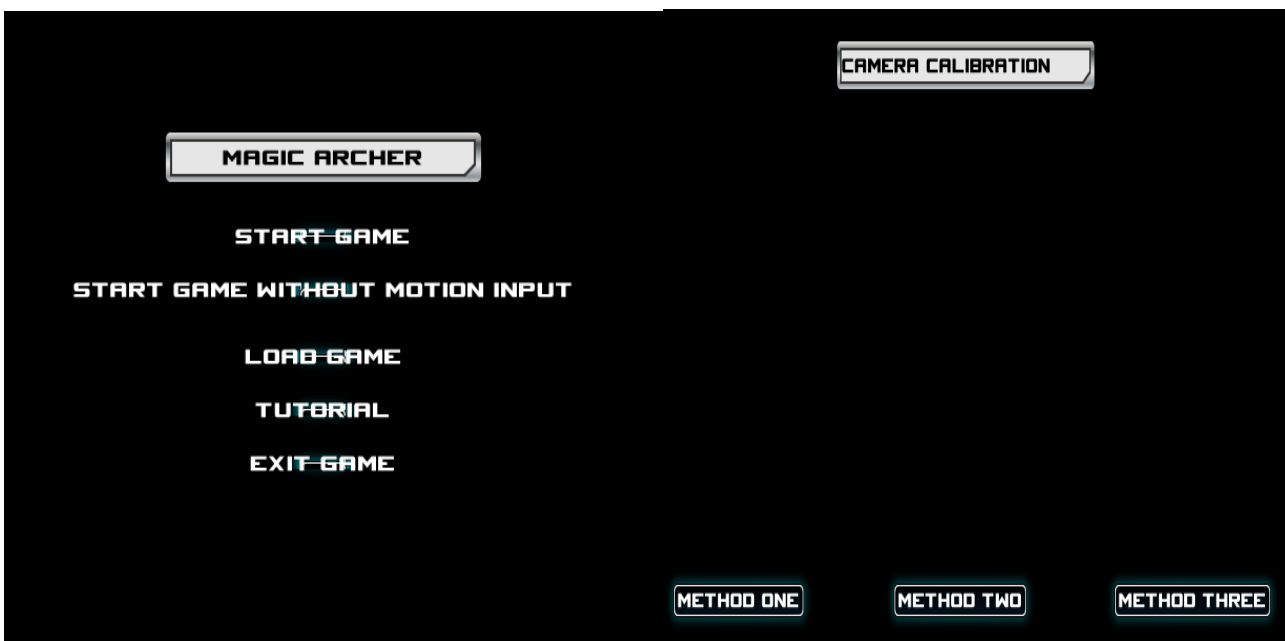 MAGIC ARCHER
START GAME
START GAME WITHOUT MOTION INPUT
LOAD GAME
TUTORIAL
EXIT GAME
CAMERA CALIBRATION
METHOD ONE
METHOD TWO
METHOD THREE